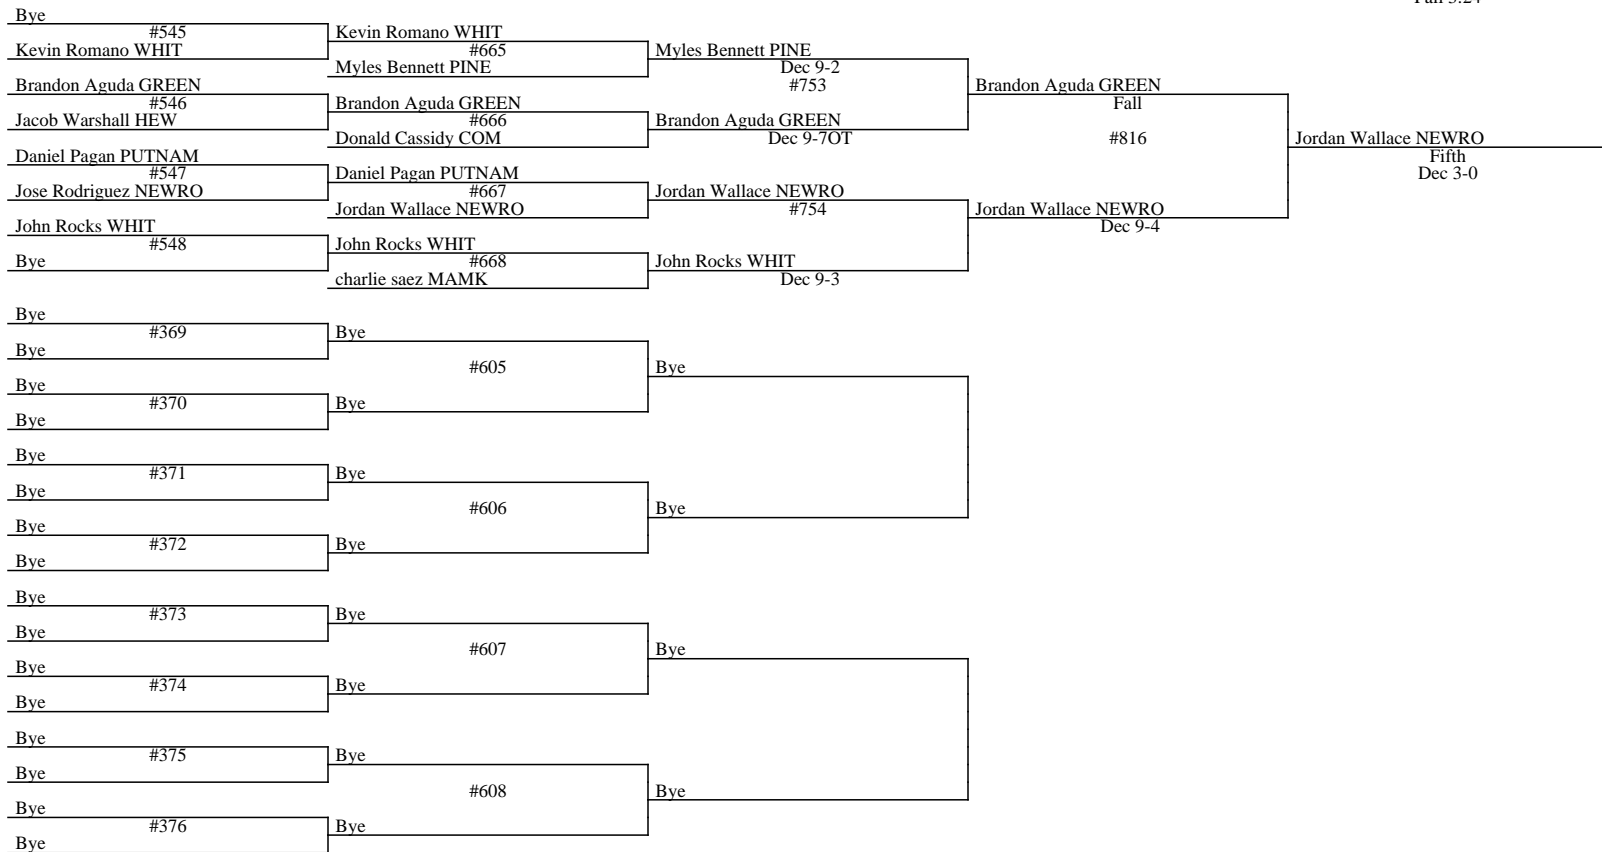 Fall 3:24
Bye
#545
Kevin Romano WHIT
Kevin Romano WHIT
#665
Myles Bennett PINE
Myles Bennett PINE
Dec 9-2
#753
Brandon Aguda GREEN
#546
Jacob Warshall HEW
Brandon Aguda GREEN
#666
Donald Cassidy COM
Brandon Aguda GREEN
Dec 9-7OT
Brandon Aguda GREEN
Fall
#816
Jordan Wallace NEWRO
Fifth
Dec 3-0
Daniel Pagan PUTNAM
#547
Jose Rodriguez NEWRO
Daniel Pagan PUTNAM
#667
Jordan Wallace NEWRO
Jordan Wallace NEWRO
#754
Jordan Wallace NEWRO
Dec 9-4
John Rocks WHIT
#548
Bye
John Rocks WHIT
#668
charlie saez MAMK
John Rocks WHIT
Dec 9-3
Bye
#369
Bye
Bye
#605
Bye
Bye
#370
Bye
Bye
Bye
#371
Bye
Bye
#606
Bye
Bye
#372
Bye
Bye
Bye
#373
Bye
Bye
#607
Bye
Bye
#374
Bye
Bye
Bye
#375
Bye
Bye
#608
Bye
Bye
#376
Bye
Bye